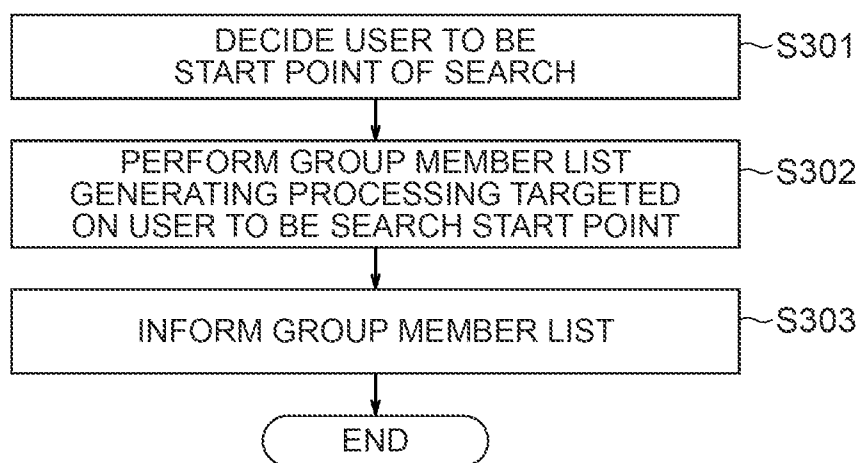 DECIDE USER TO BE
START POINT OF SEARCH
S301
PERFORM GROUP MEMBER LIST
GENERATING PROCESSING TARGETED
ON USER TO BE SEARCH START POINT
S302
INFORM GROUP MEMBER LIST
S303
END